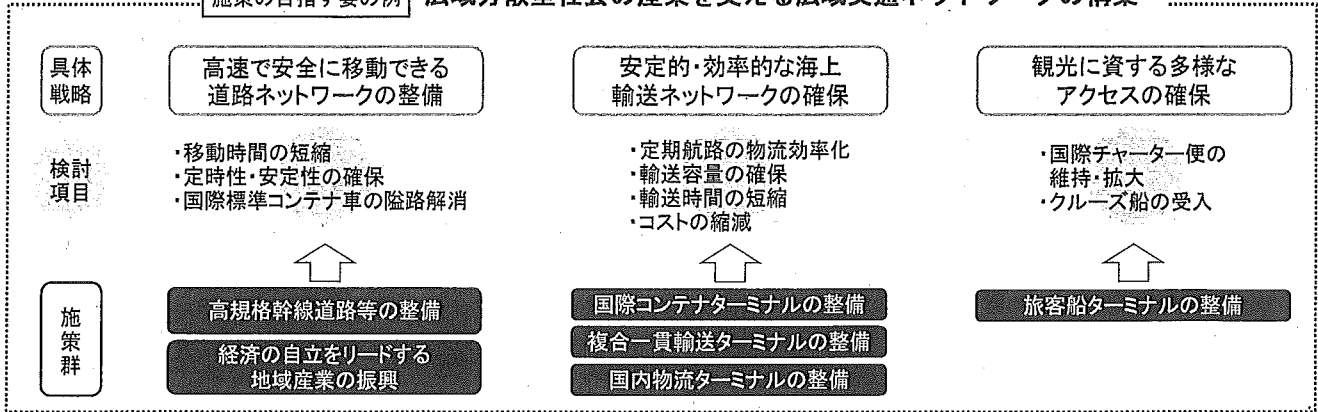 施策の目指す姿の例 広域分散型社会の産業を支える広域交通ネットワークの構築
具体
戦略
高速で安全に移動できる
道路ネットワークの整備
安定的・効率的な海上
輸送ネットワークの確保
観光に資する多様な
アクセスの確保
検討
項目
・移動時間の短縮
・定時性・安定性の確保
・国際標準コンテナ車の隘路解消
・定期航路の物流効率化
・輸送容量の確保
・輸送時間の短縮
・コストの縮減
・国際チャーター便の
維持・拡大
・クルーズ船の受入
施
策
群
高規格幹線道路等の整備
経済の自立をリードする
地域産業の振興
国際コンテナターミナルの整備
複合一貫輸送ターミナルの整備
国内物流ターミナルの整備
旅客船ターミナルの整備